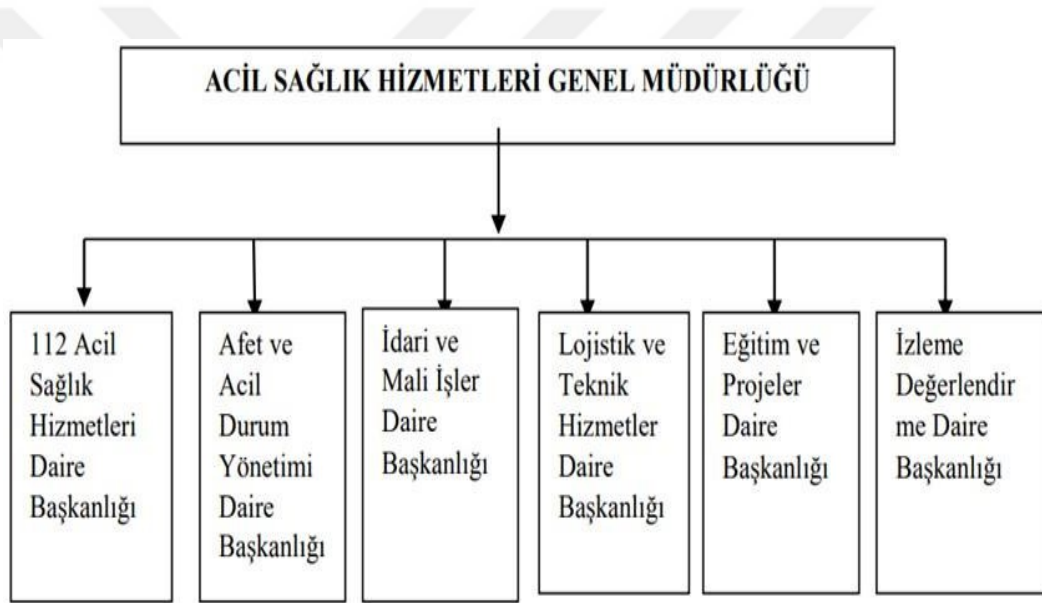 ACİL SAĞLIK HİZMETLERİ GENEL MÜDÜRLÜĞÜ
112 Acil
Sağlık
Hizmetleri
Daire
Başkanlığı
Afet ve
Acil
Durum
Yönetimi
Daire
Başkanlığı
İdari ve
Mali İşler
Daire
Başkanlığı
Lojistik ve
Teknik
Hizmetler
Daire
Başkanlığı
Eğitim ve
Projeler
Daire
Başkanlığı
İzleme
Değerlendir
me Daire
Başkanlığı